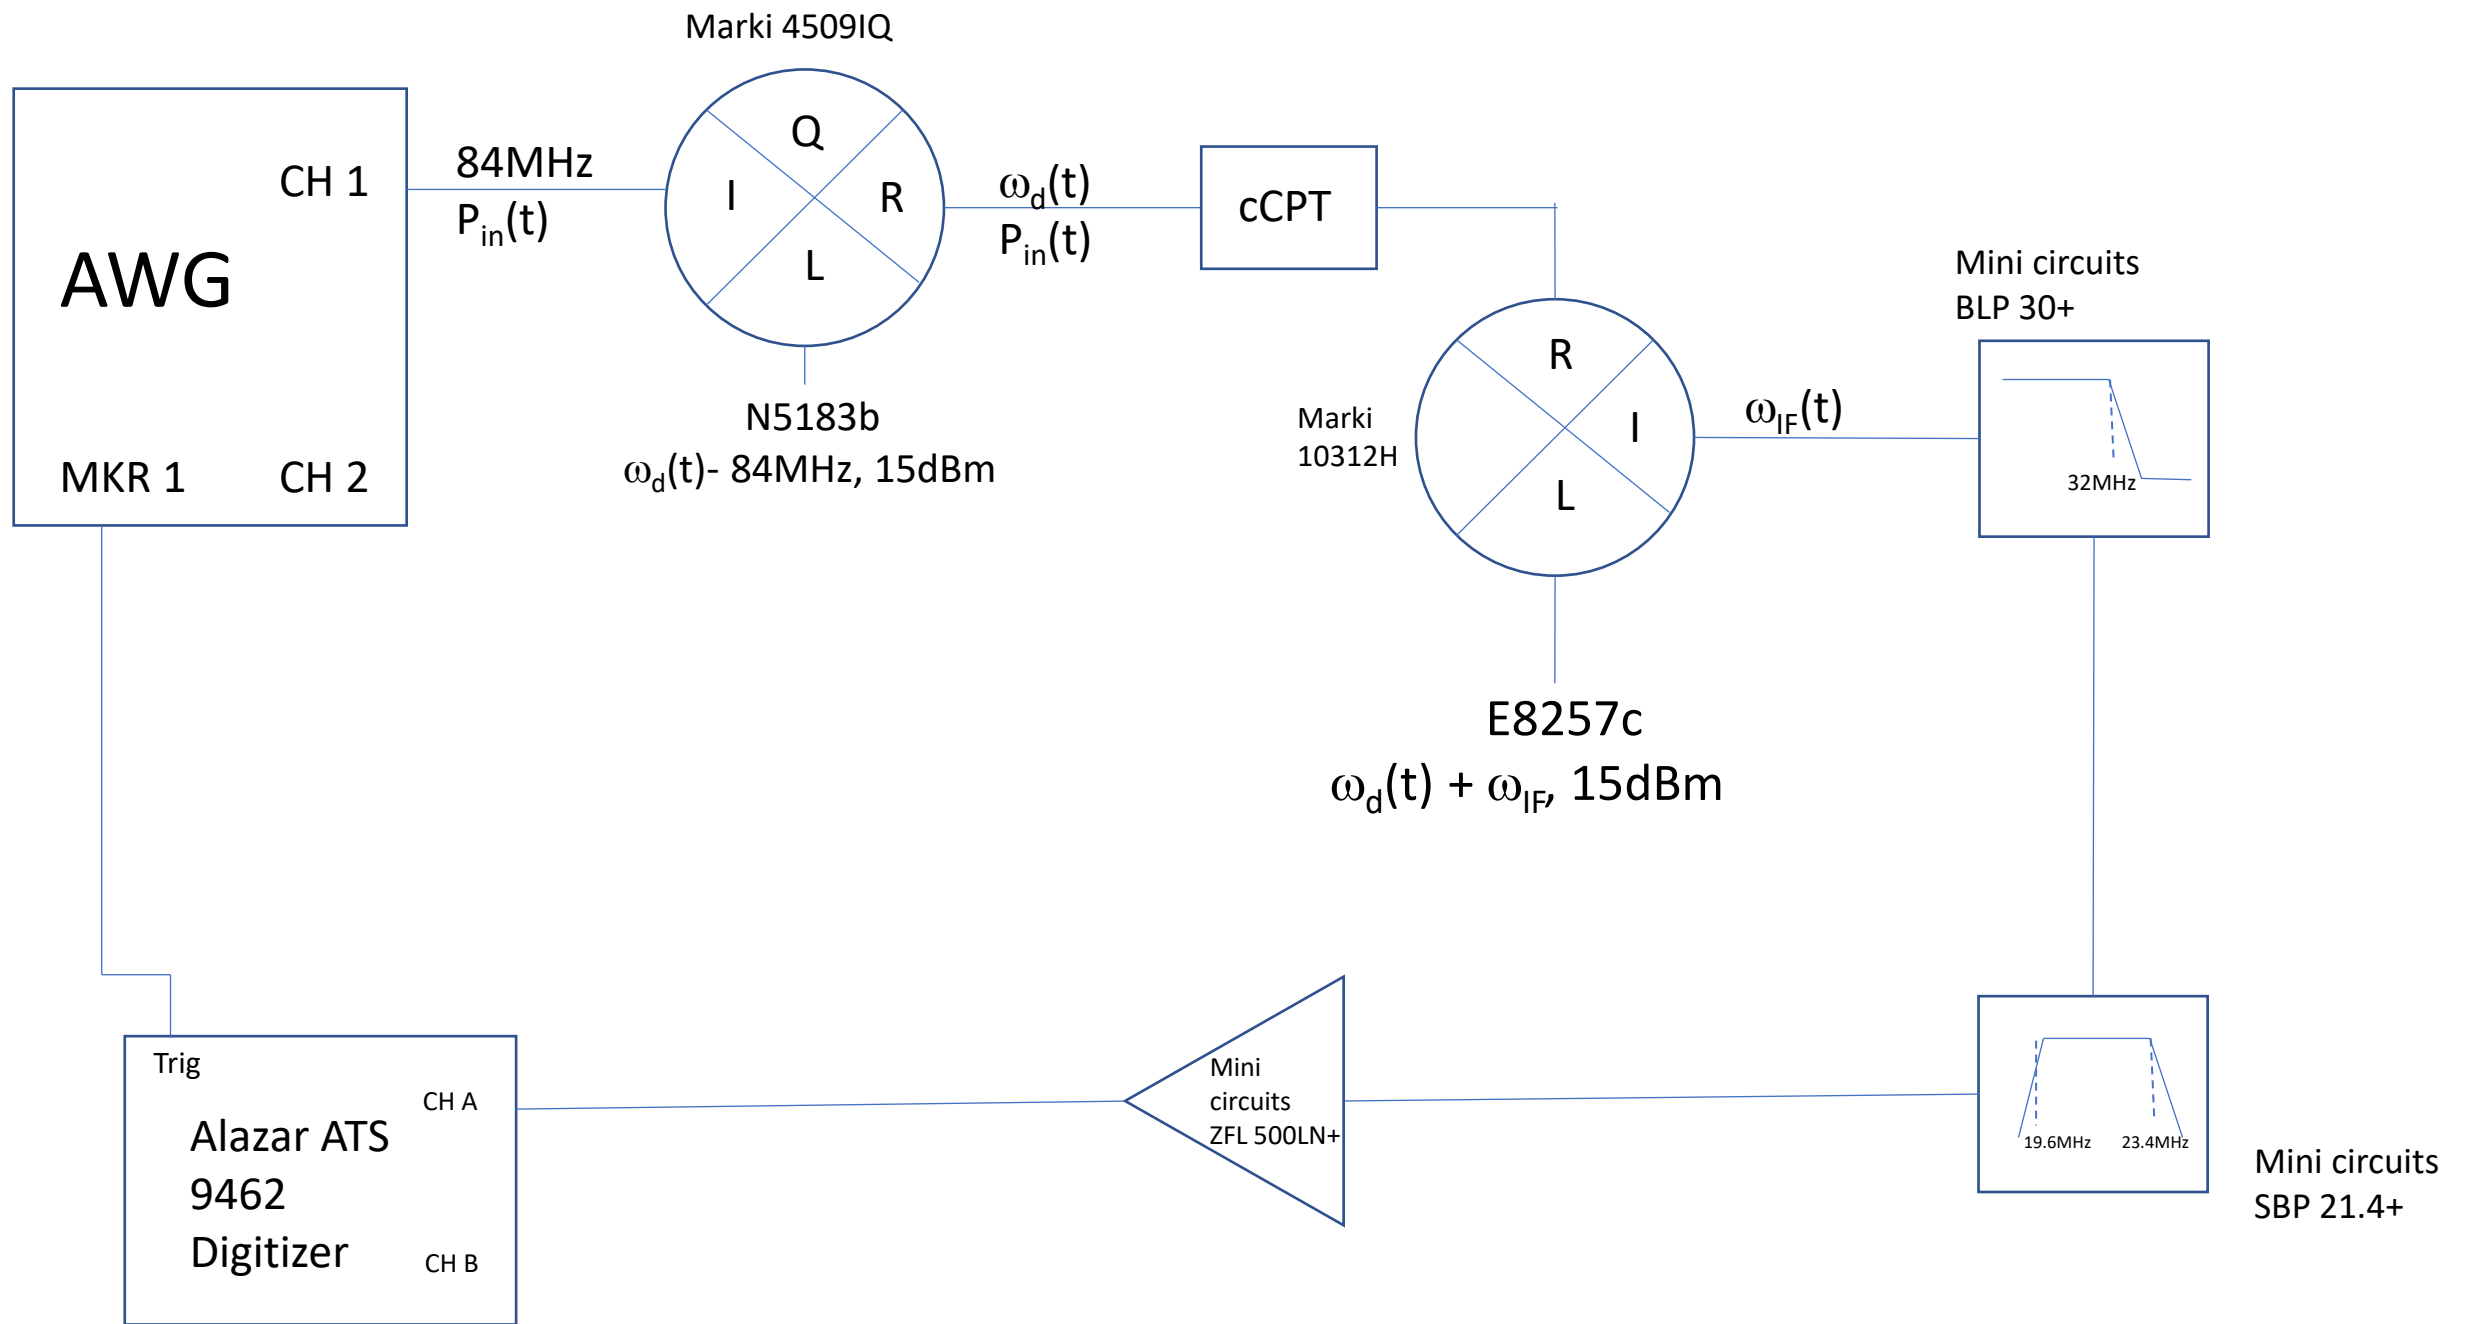 Marki 4509IQ
AWG
CH 1
MKR 1
CH 2
84MHz
P_in(t)
Q
I
R
L
N5183b
ω_d(t)- 84MHz, 15dBm
ω_d(t)
P_in(t)
cCPT
Marki
10312H
R
I
L
E8257c
ω_d(t) + ω_IF, 15dBm
ω_IF(t)
Mini circuits
BLP 30+
32MHz
19.6MHz
23.4MHz
Mini circuits
SBP 21.4+
Mini
circuits
ZFL 500LN+
Trig
CH A
Alazar ATS
9462
Digitizer
CH B